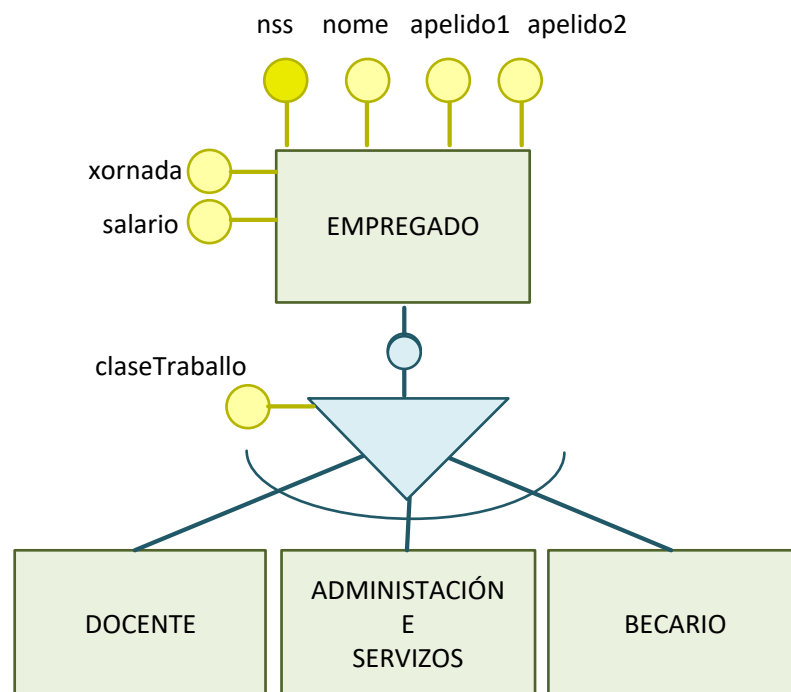 nss nome apelido1 apelido2
xornada
salario
EMPREGADO
claseTraballo
DOCENTE
ADMINISTACIÓN
E
SERVIZOS
BECARIO